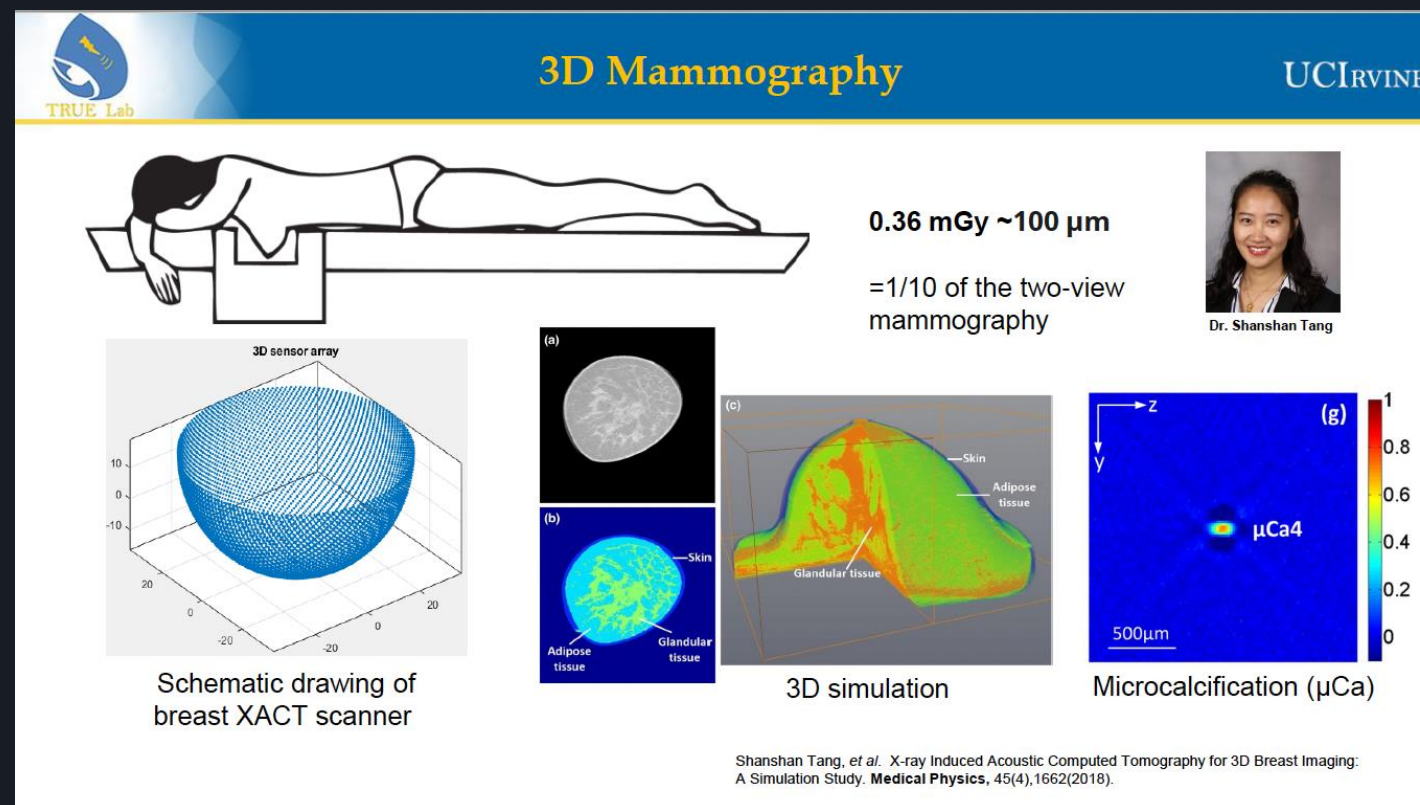 3D Mammography
TRUE Lab
UCIRVINE
0.36 mGy ~100 µm
=1/10 of the two-view
mammography
Dr. Shanshan Tang
3D sensor array
10
0
-10
20
0
-20
-20
0
20
Schematic drawing of
breast XACT scanner
(a)
(b)
Skin
Adipose
tissue
Glandular
tissue
(c)
Skin
Adipose
tissue
Glandular tissue
3D simulation
z
y
(g)
µCa4
500µm
1
0.8
0.6
0.4
0.2
0
Microcalcification (µCa)
Shanshan Tang, et al. X-ray Induced Acoustic Computed Tomography for 3D Breast Imaging:
A Simulation Study. Medical Physics, 45(4),1662(2018).